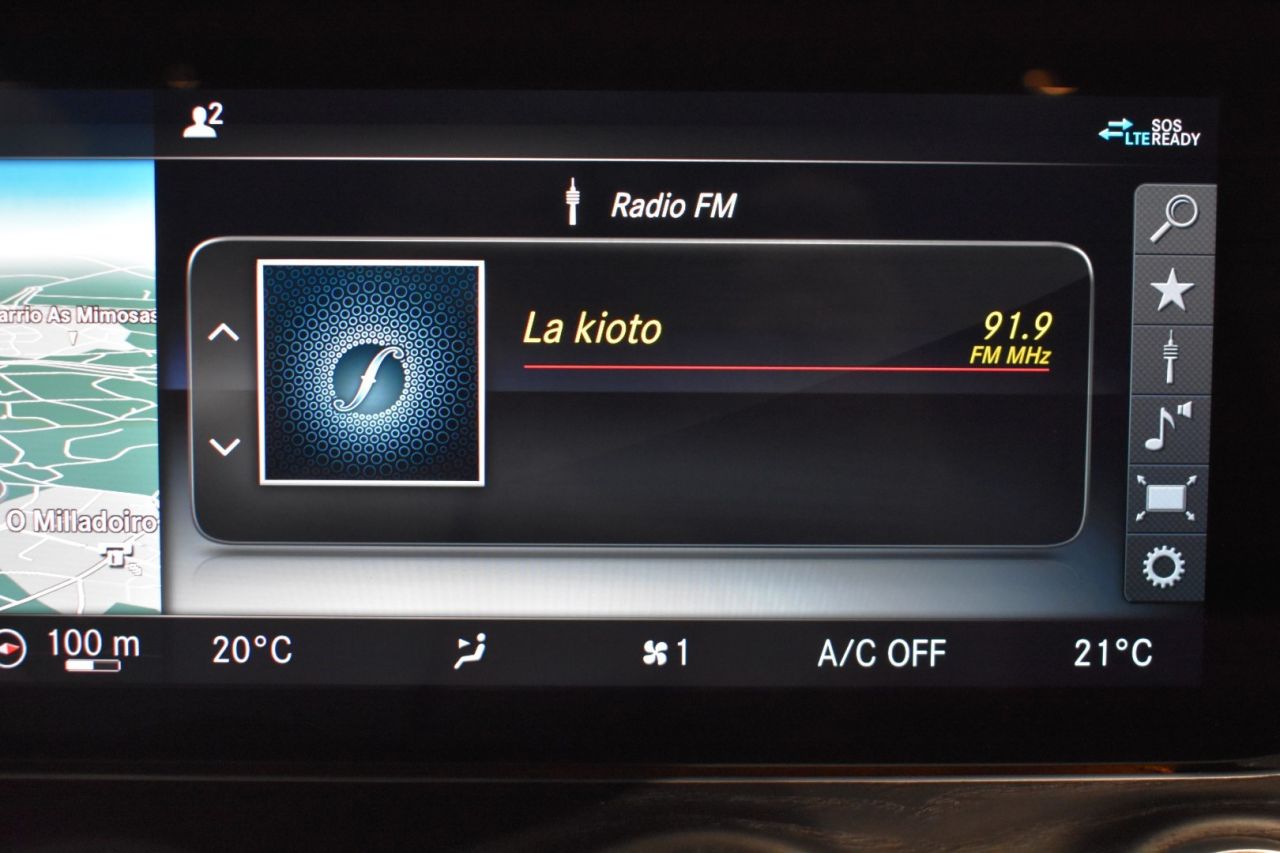 2
LTE SOS READY
Radio FM
La kioto 91.9
FM MHz
arrio As Mimosas
O Milladoiro
100 m 20°C 1 A/C OFF 21°C